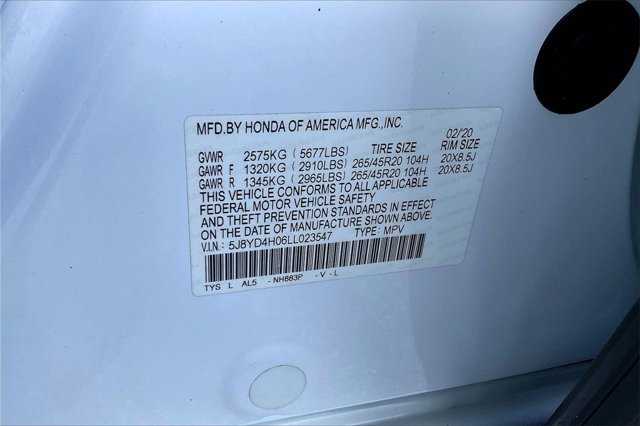 MFD.BY HONDA OF AMERICA MFG.,INC. 02/20
GVWR 2575KG (5677LBS) TIRE SIZE RIM SIZE
GAWR F 1320KG (2910LBS) 265/45R20 104H 20X8.5J
GAWR R 1345KG (2965LBS) 265/45R20 104H 20X8.5J
THIS VEHICLE CONFORMS TO ALL APPLICABLE
FEDERAL MOTOR VEHICLE SAFETY
AND THEFT PREVENTION STANDARDS IN EFFECT
ON THE DATE OF MANUFACTURE SHOWN ABOVE.
V.I.N.: 5J8YD4H06LL023547 TYPE: MPV
TYS L AL5 -NH883P -V-L